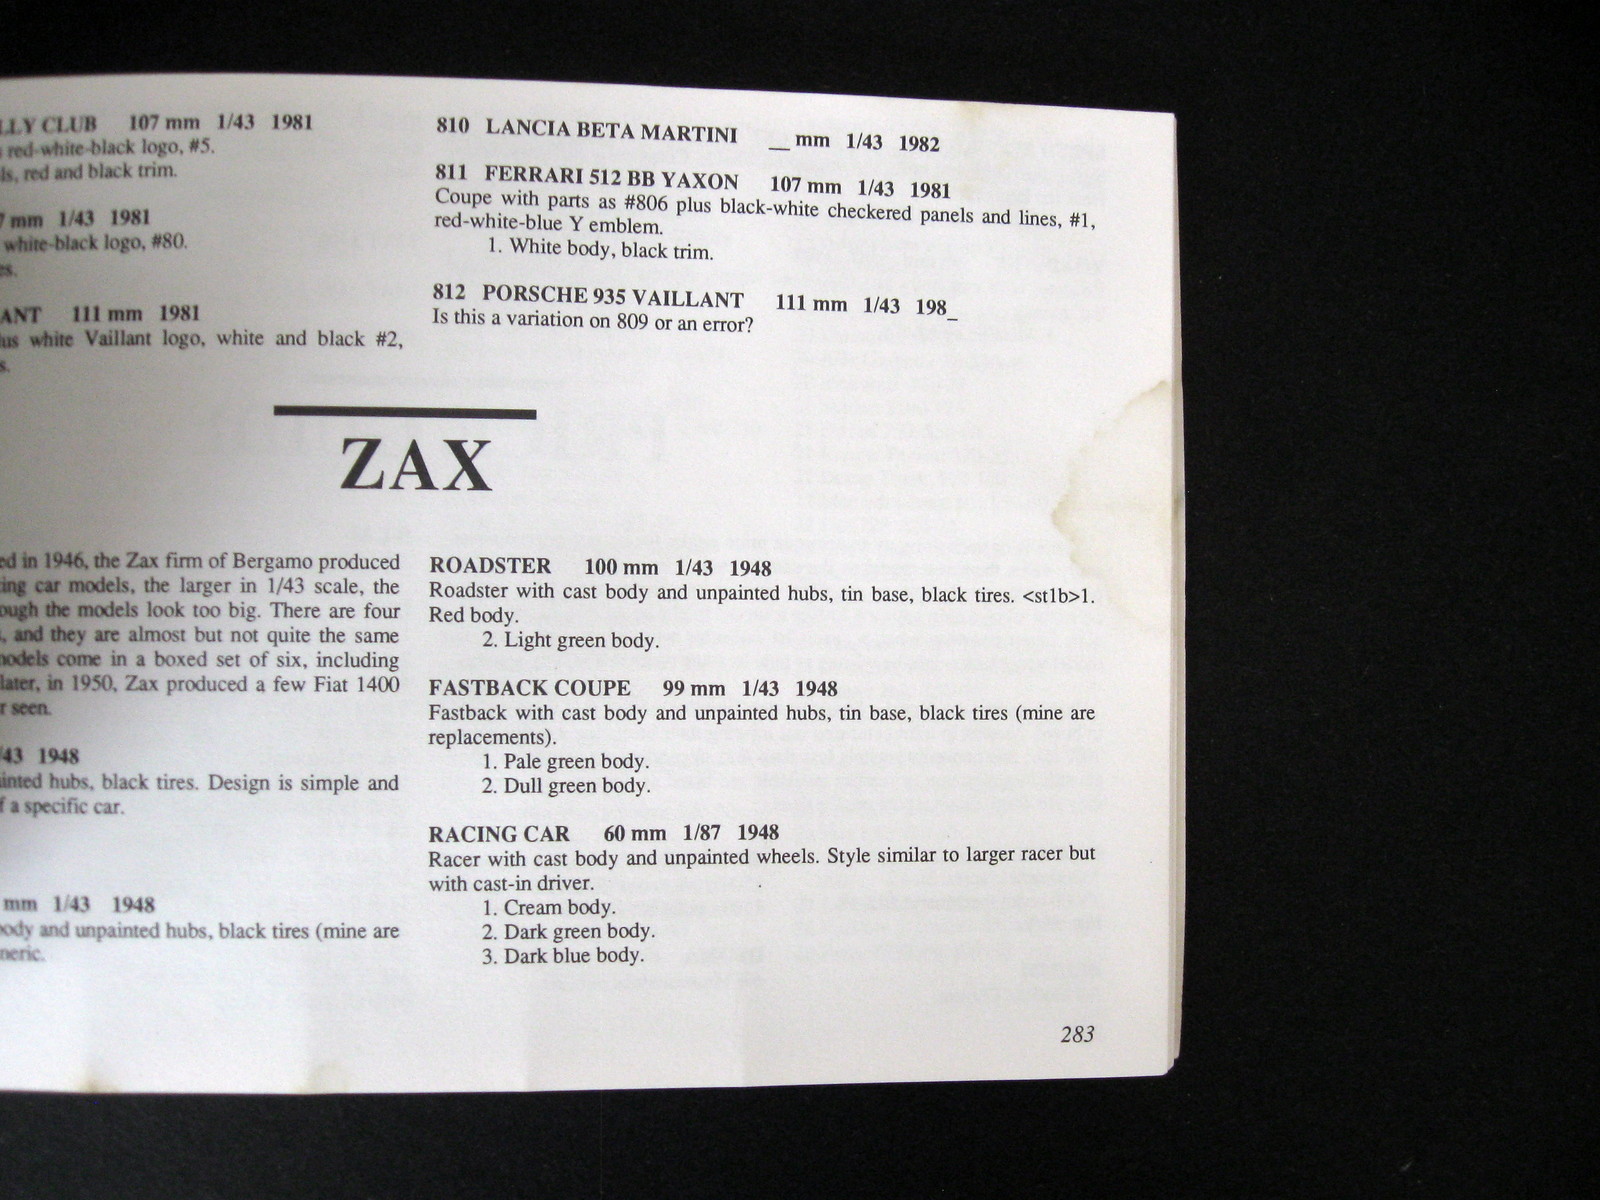 CLUB 107 mm 1/43 1981
red-white-black logo, #5.
red and black trim.
mm 1/43 1981
white-black logo, #80.
111 mm 1981
white Vaillant logo, white and black #2,
810 LANCIA BETA MARTINI __ mm 1/43 1982
811 FERRARI 512 BB YAXON 107 mm 1/43 1981
Coupe with parts as #806 plus black-white checkered panels and lines, #1,
red-white-blue Y emblem.
1. White body, black trim.
812 PORSCHE 935 VAILLANT 111 mm 1/43 198_
Is this a variation on 809 or an error?
ZAX
in 1946, the Zax firm of Bergamo produced
car models, the larger in 1/43 scale, the
the models look too big. There are four
and they are almost but not quite the same
models come in a boxed set of six, including
later, in 1950, Zax produced a few Fiat 1400
seen.
43 1948
hubs, black tires. Design is simple and
a specific car.
mm 1/43 1948
body and unpainted hubs, black tires (mine are
ROADSTER 100 mm 1/43 1948
Roadster with cast body and unpainted hubs, tin base, black tires. <st1b>1.
Red body.
2. Light green body.
FASTBACK COUPE 99 mm 1/43 1948
Fastback with cast body and unpainted hubs, tin base, black tires (mine are
replacements).
1. Pale green body.
2. Dull green body.
RACING CAR 60 mm 1/87 1948
Racer with cast body and unpainted wheels. Style similar to larger racer but
with cast-in driver.
1. Cream body.
2. Dark green body.
3. Dark blue body.
283